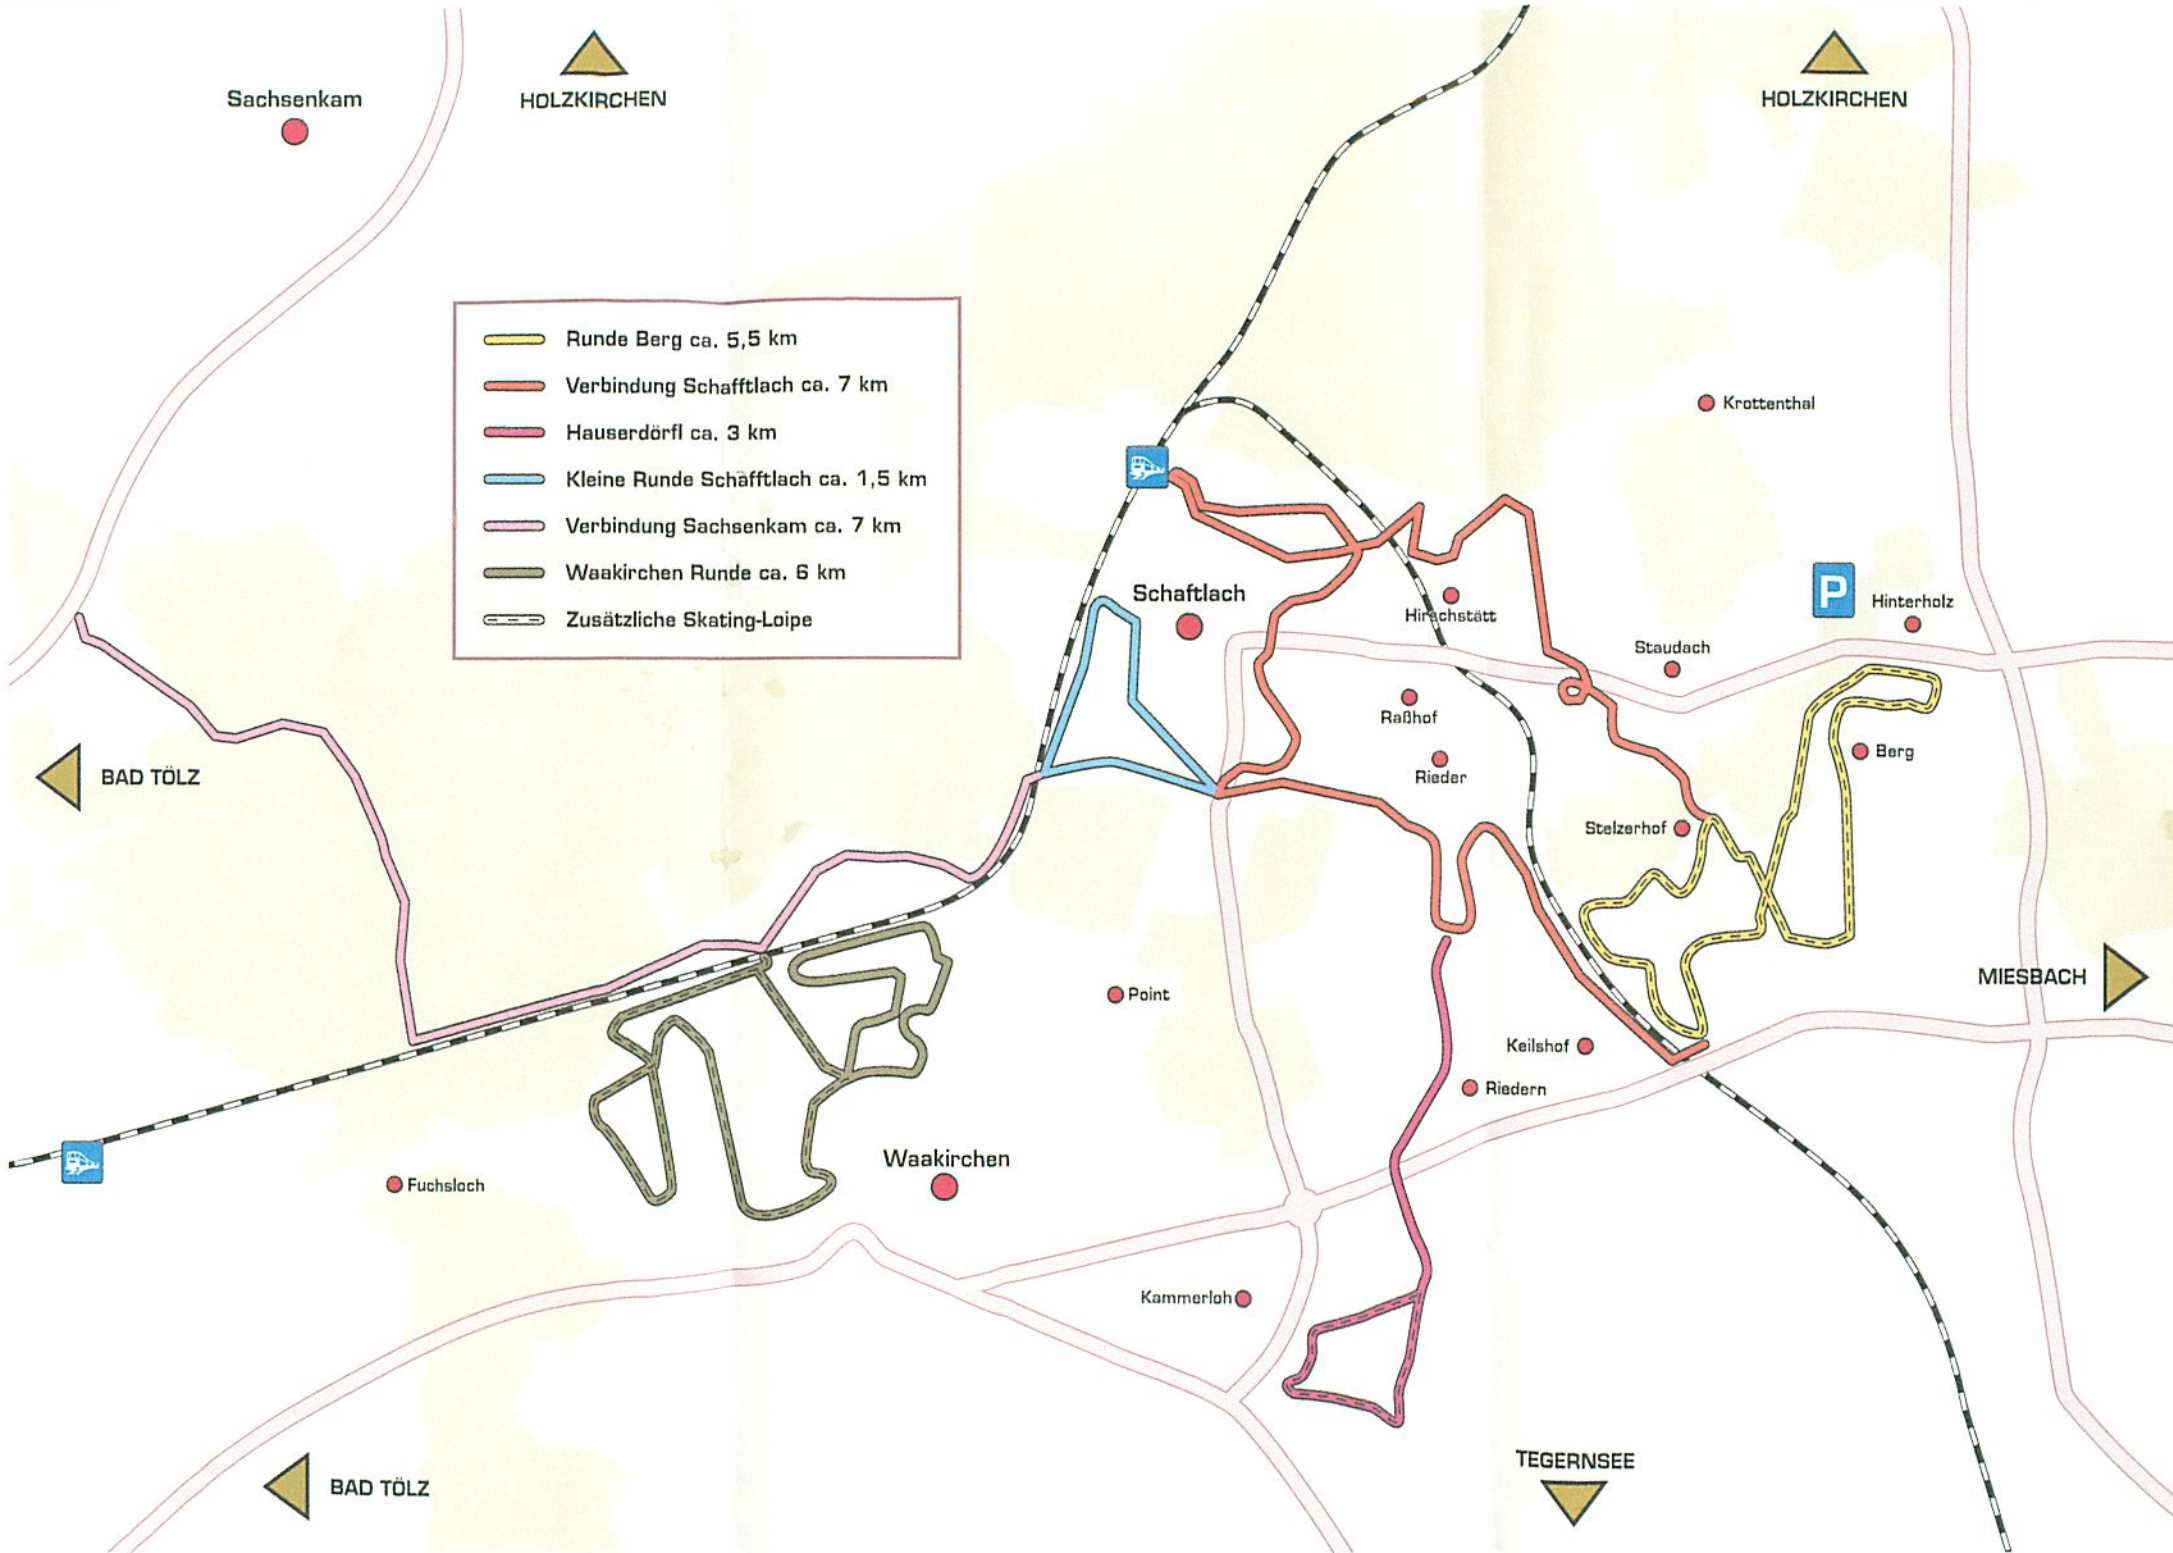 Sachsenkam
HOLZKIRCHEN
HOLZKIRCHEN
Runde Berg ca. 5,5 km
Verbindung Schafftlach ca. 7 km
Hauserdörfl ca. 3 km
Kleine Runde Schafftlach ca. 1,5 km
Verbindung Sachsenkam ca. 7 km
Waakirchen Runde ca. 6 km
Zusätzliche Skating-Loipe
Krottenthal
Schaftlach
Hirschstätt
P
Hinterholz
Staudach
Raßhof
Berg
Rieder
BAD TÖLZ
Stelzerhof
MIESBACH
Point
Keilshof
Riedern
Waakirchen
Fuchsloch
Kammerloh
TEGERNSEE
BAD TÖLZ